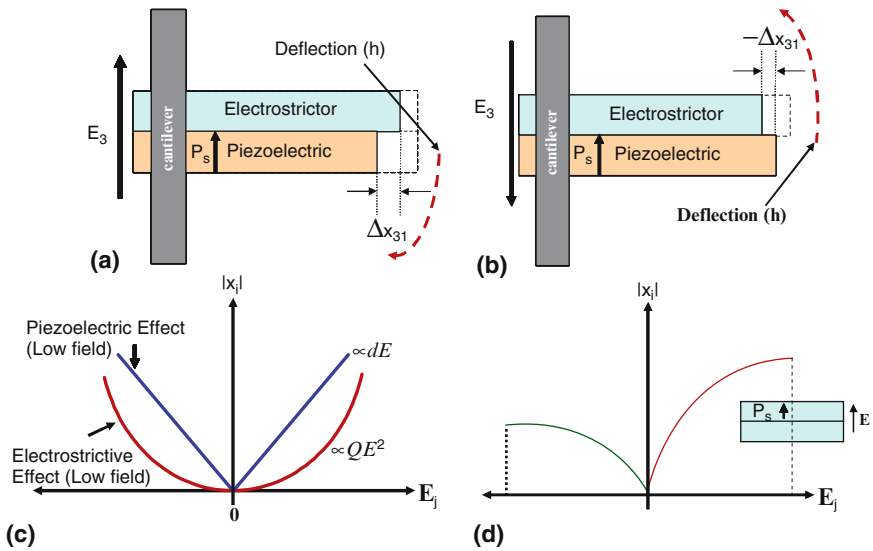 Deflection (h)
E3
cantilever
Electrostrictor
Ps
Piezoelectric
Δx31
(a)
−Δx31
E3
cantilever
Electrostrictor
Ps
Piezoelectric
Deflection (h)
(b)
|xi|
Piezoelectric Effect
(Low field)
∝dE
Electrostrictive
Effect (Low field)
∝QE²
0
Ej
(c)
|xi|
Ps
E
Ej
(d)